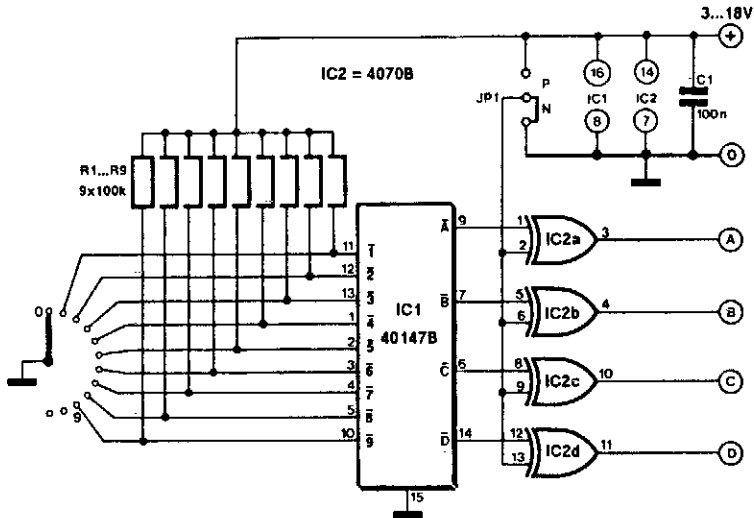 3...18V
+
IC2 = 4070B
P
JP1
N
16
IC1
8
14
IC2
7
C1
100n
0
R1...R9
9x100k
11
12
13
1
2
3
4
5
10
1
2
3
4
5
6
7
8
9
IC1
40147B
15
A
B
C
D
9
7
6
14
1
2
IC2a
3
A
5
6
IC2b
4
B
8
9
IC2c
10
C
12
13
IC2d
11
D
0
9